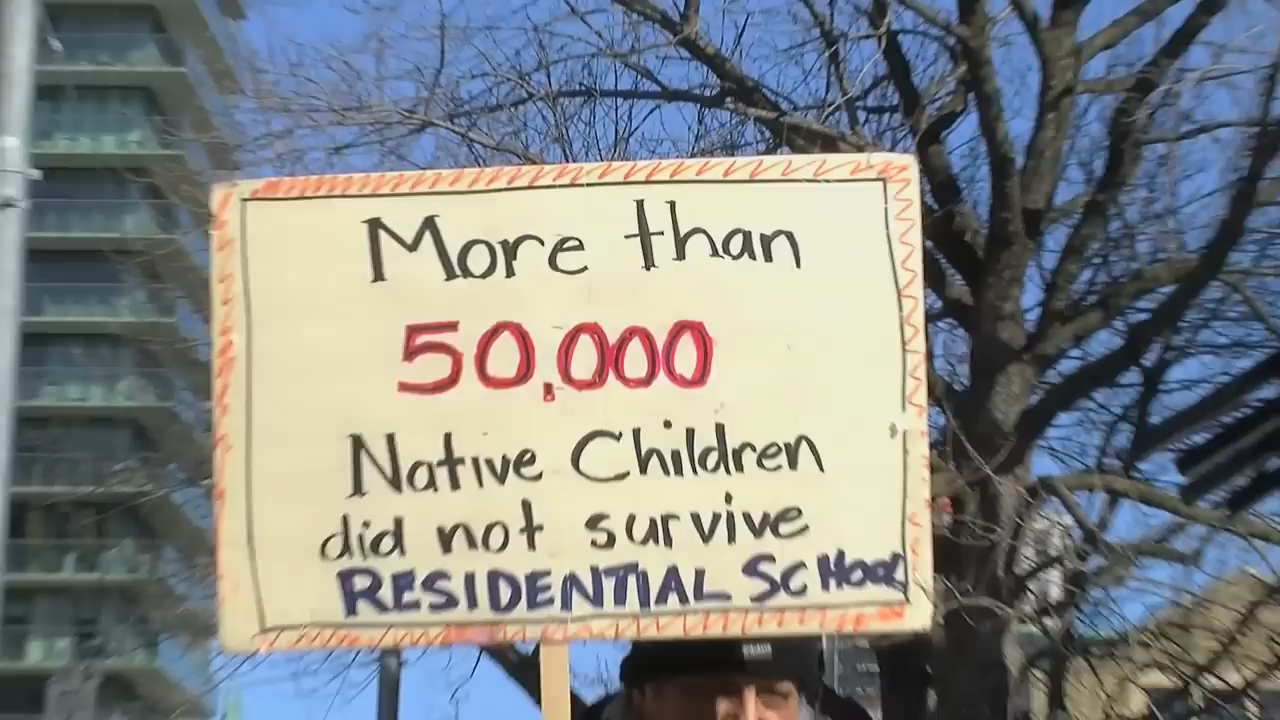 More than
50,000
Native Children
did not survive
RESIDENTIAL SCHOOL